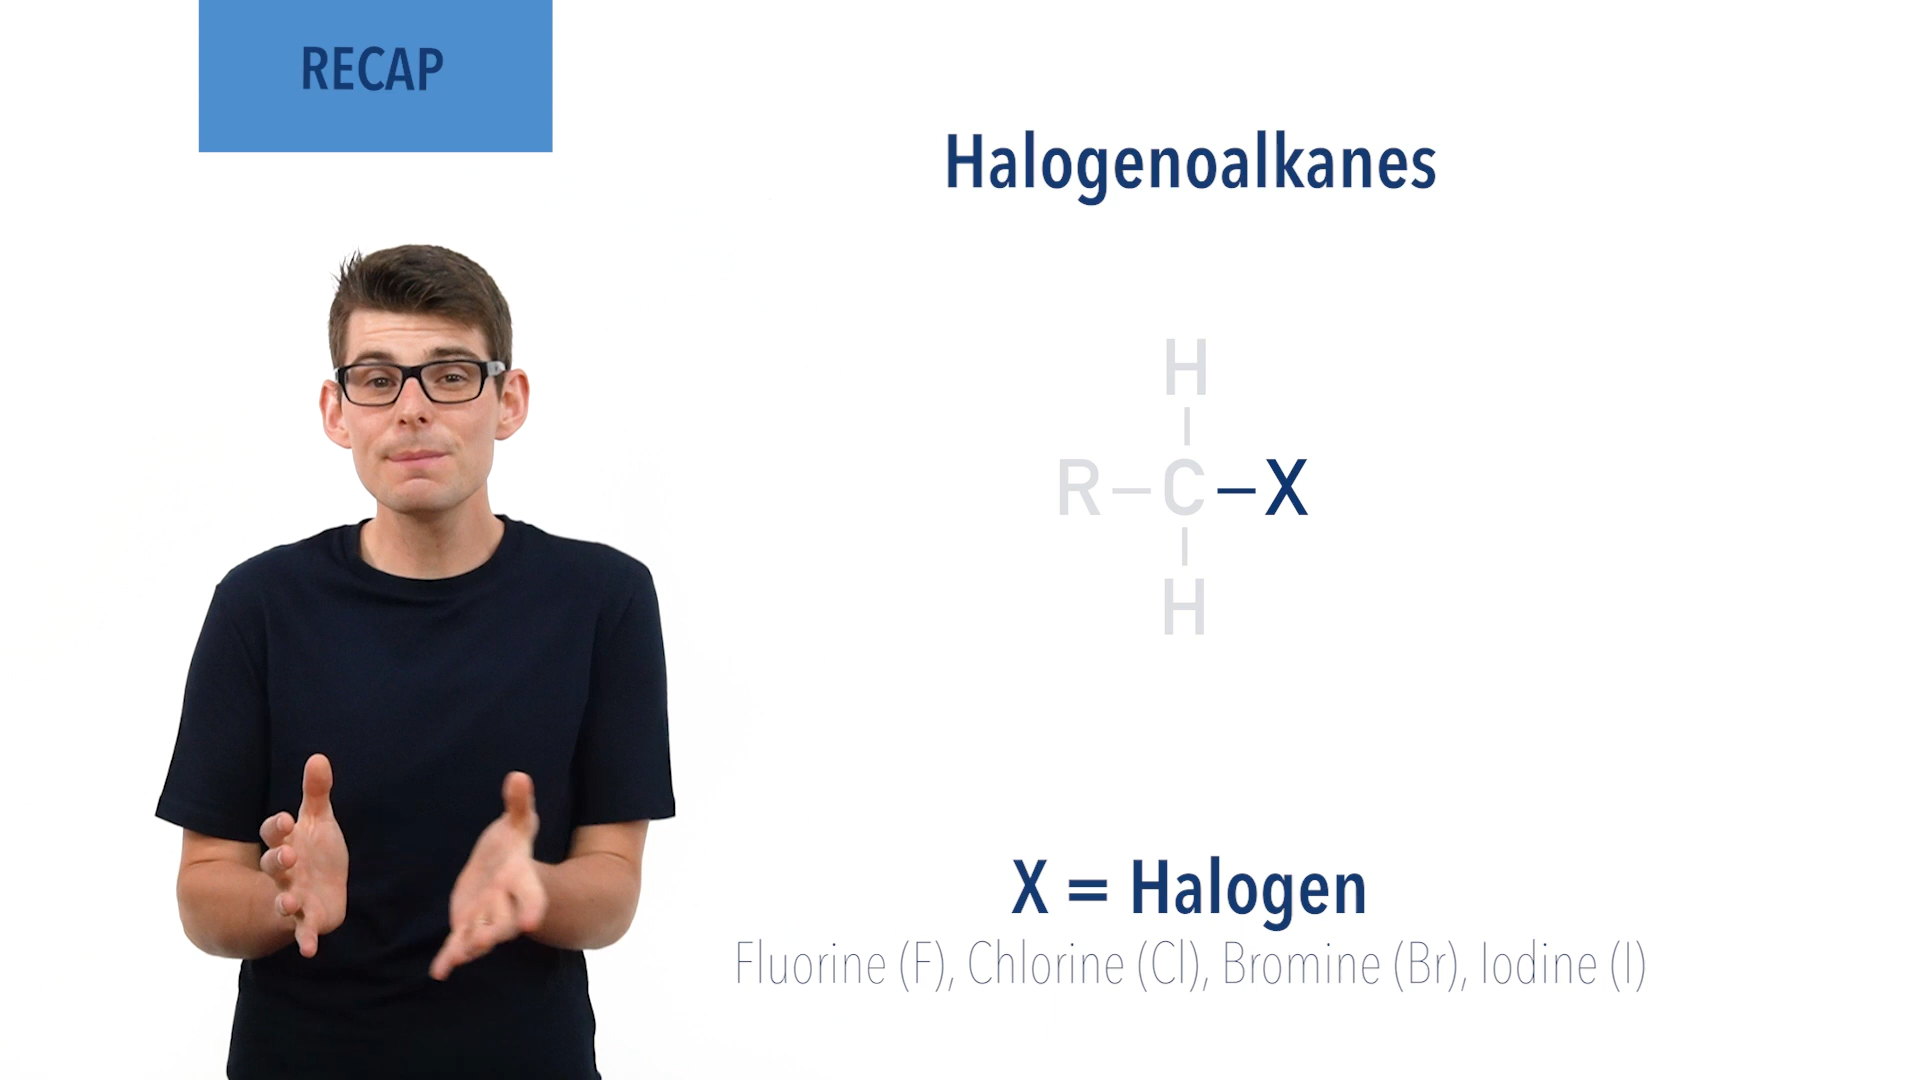 RECAP
Halogenoalkanes
H
R – C – X
H
X = Halogen
Fluorine (F), Chlorine (Cl), Bromine (Br), Iodine (I)